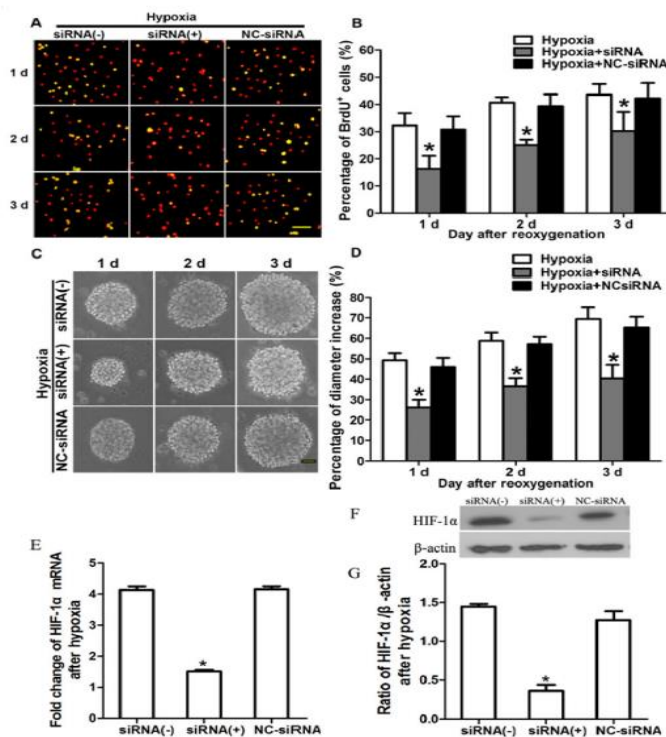 A
Hypoxia
siRNA(-) siRNA(+) NC-siRNA
1 d
2 d
3 d
B
Hypoxia
Hypoxia+siRNA
Hypoxia+NC-siRNA
Percentage of BrdU+ cells (%)
60
50
40
30
20
10
0
* * *
1 d 2 d 3 d
Day after reoxygenation
C
1 d 2 d 3 d
Hypoxia
siRNA(-)
siRNA(+)
NC-siRNA
D
Hypoxia
Hypoxia+siRNA
Hypoxia+NCsiRNA
Percentage of diameter increase (%)
90
80
70
60
50
40
30
20
10
0
* * *
1 d 2 d 3 d
Day after reoxygenation
E
Fold change of HIF-1α mRNA
after hypoxia
5
4
3
2
1
0
*
siRNA(-) siRNA(+) NC-siRNA
F
siRNA(-) siRNA(+) NC-siRNA
HIF-1α
β-actin
G
Ratio of HIF-1α /β -actin
after hypoxia
2.0
1.5
1.0
0.5
0.0
*
siRNA(-) siRNA(+) NC-siRNA